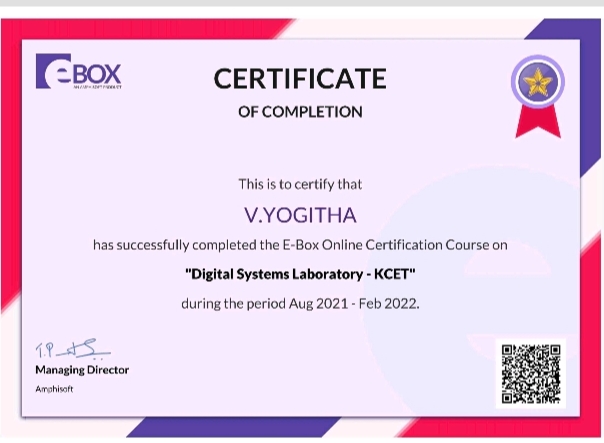 eBOX
AN AMPHISOFT PRODUCT
CERTIFICATE
OF COMPLETION
This is to certify that
V.YOGITHA
has successfully completed the E-Box Online Certification Course on
"Digital Systems Laboratory - KCET"
during the period Aug 2021 - Feb 2022.
Managing Director
Amphisoft